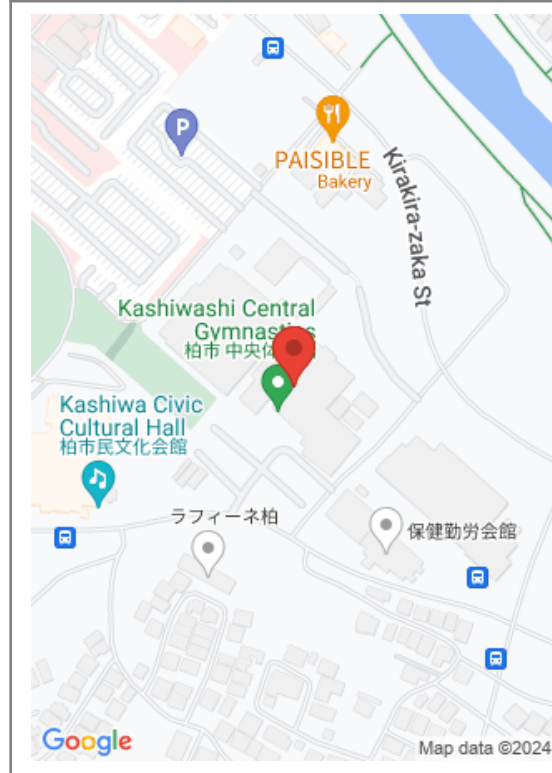 P
PAISIBLE
Bakery
Kirakira-zaka St
Kashiwashi Central
Gymnastics
柏市 中央体
Kashiwa Civic
Cultural Hall
柏市民文化会館
ラフィーネ柏
保健勤労会館
Google
Map data ©2024